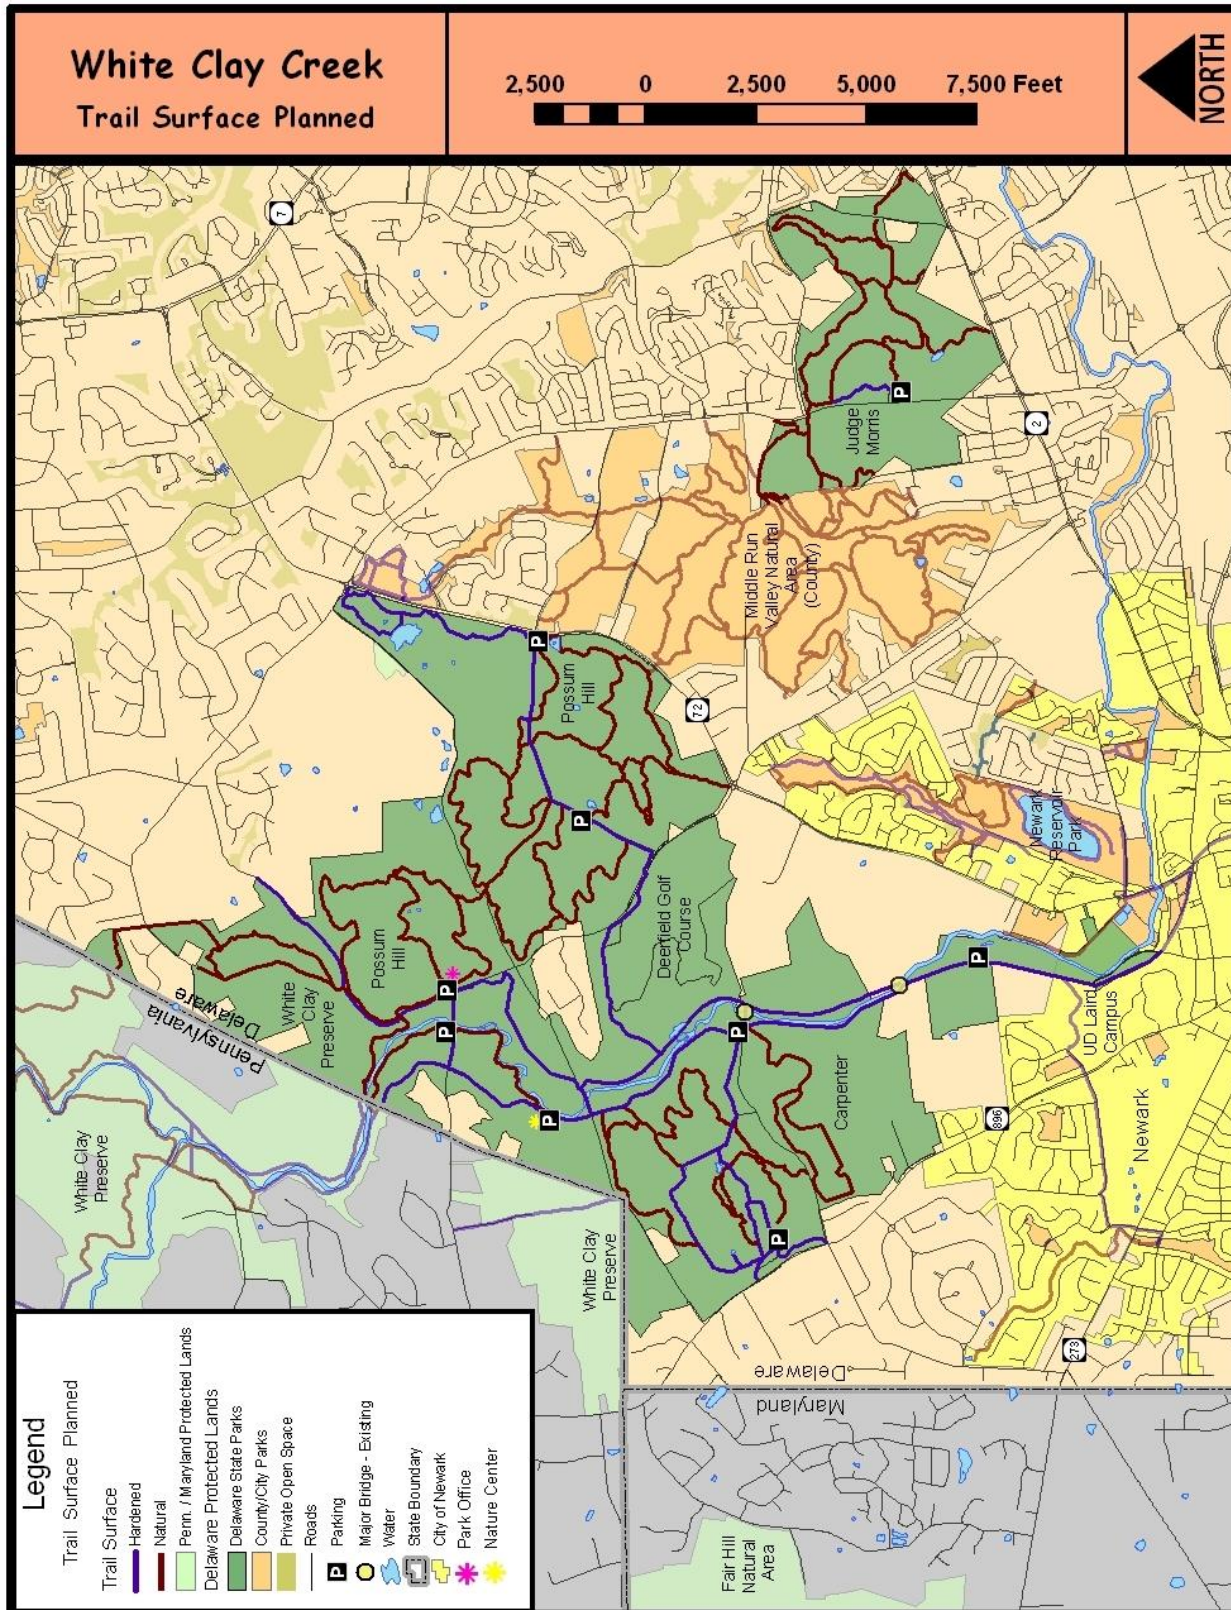 White Clay Creek
Trail Surface Planned
2,500 0 2,500 5,000 7,500 Feet
NORTH
Legend
Trail Surface Planned
Trail Surface
Hardened
Natural
Penn. / Maryland Protected Lands
Delaware Protected Lands
Delaware State Parks
County/City Parks
Private Open Space
Roads
P Parking
Major Bridge - Existing
Water
State Boundary
City of Newark
Park Office
Nature Center
7
2
72
896
273
White Clay
Preserve
Pennsylvania
Delaware
White
Clay
Preserve
Possum
Hill
P
P
P
Possum
Hill
P
P
Deerfield Golf
Course
P
Carpenter
P
P
White Clay
Preserve
Middle Run
Valley Natural
Area
(County)
Judge
Morris
P
Newark
Reservoir
Park
UD Laird
Campus
Newark
Delaware
Maryland
Fair Hill
Natural
Area